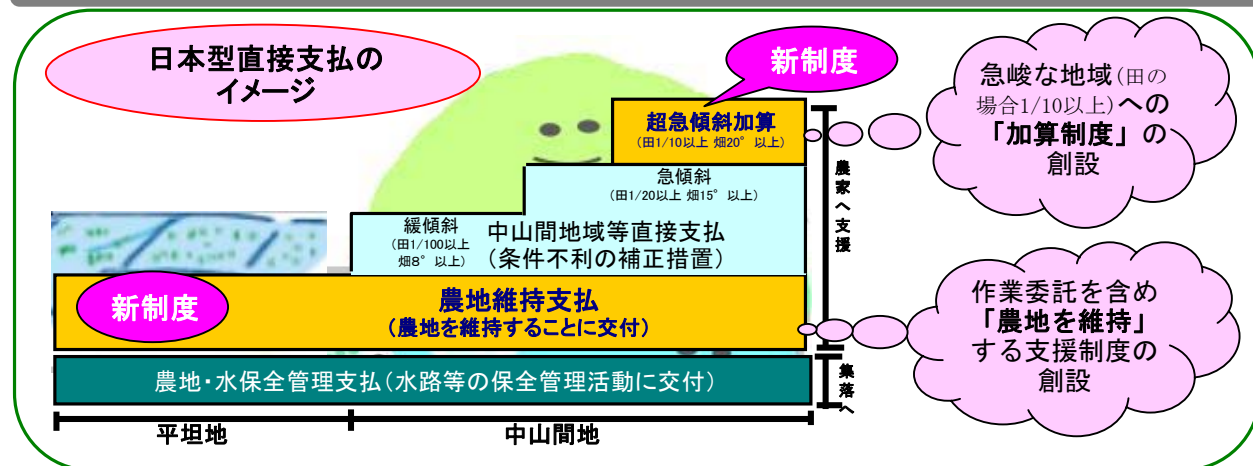 日本型直接支払の
イメージ
新制度
急峻な地域(田の
場合1/10以上)への
「加算制度」の
創設
超急傾斜加算
(田1/10以上 畑20°以上)
急傾斜
(田1/20以上 畑15°以上)
農家へ支援
緩傾斜
(田1/100以上
畑8°以上)
中山間地域等直接支払
(条件不利の補正措置)
新制度
農地維持支払
(農地を維持することに交付)
作業委託を含め
「農地を維持」
する支援制度の
創設
農地・水保全管理支払(水路等の保全管理活動に交付)
集落へ
平坦地
中山間地